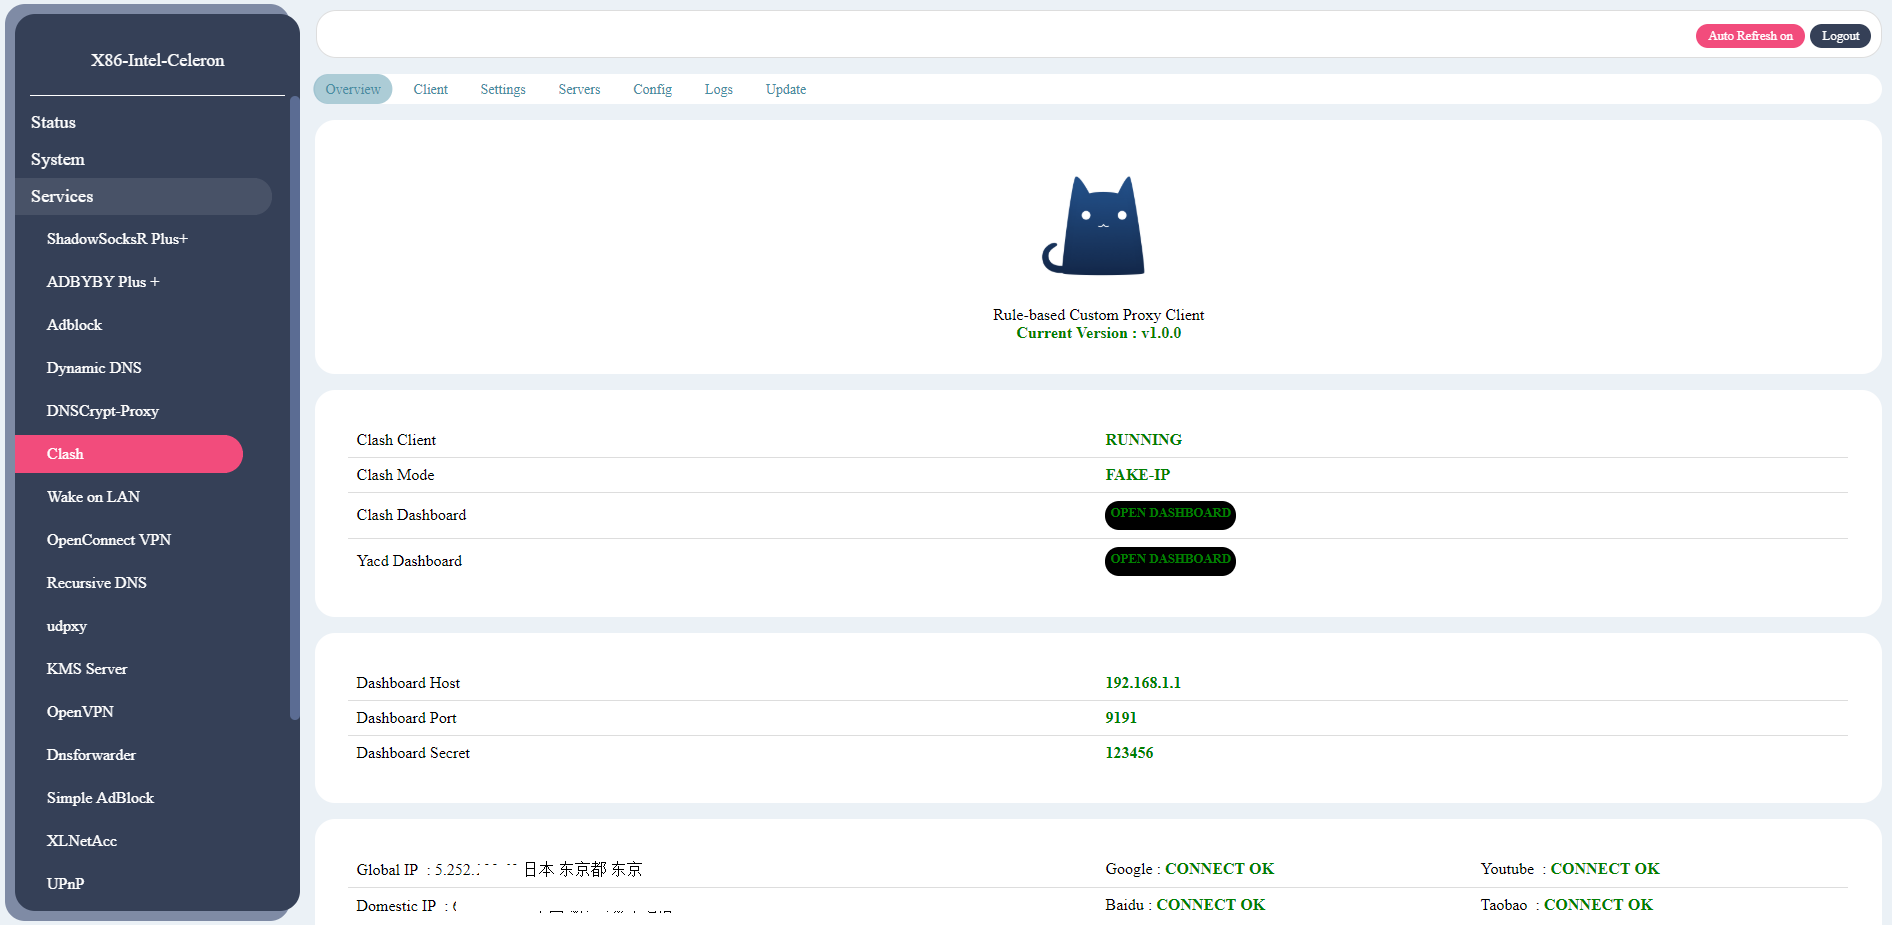 X86-Intel-Celeron
Status
System
Services
ShadowSocksR Plus+
ADBYBY Plus +
Adblock
Dynamic DNS
DNSCrypt-Proxy
Clash
Wake on LAN
OpenConnect VPN
Recursive DNS
udpxy
KMS Server
OpenVPN
Dnsforwarder
Simple AdBlock
XLNetAcc
UPnP
Auto Refresh on Logout
Overview Client Settings Servers Config Logs Update
Rule-based Custom Proxy Client
Current Version : v1.0.0
Clash Client RUNNING
Clash Mode FAKE-IP
Clash Dashboard OPEN DASHBOARD
Yacd Dashboard OPEN DASHBOARD
Dashboard Host 192.168.1.1
Dashboard Port 9191
Dashboard Secret 123456
Global IP : 5.252. 日本 东京都 东京 Google : CONNECT OK Youtube : CONNECT OK
Domestic IP : Baidu : CONNECT OK Taobao : CONNECT OK